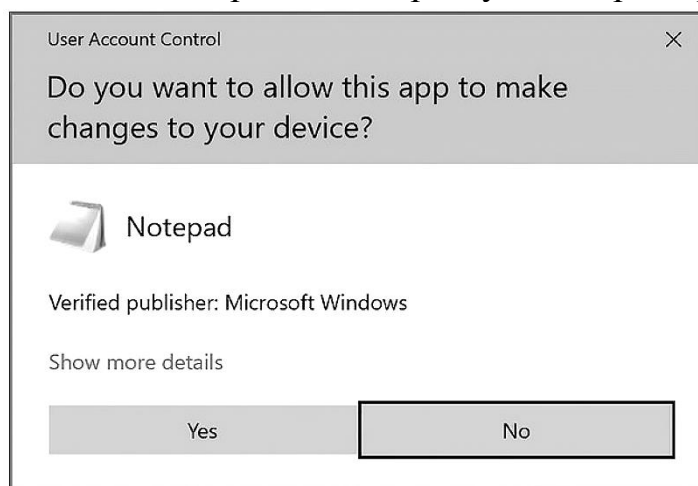 User Account Control
Do you want to allow this app to make
changes to your device?
Notepad
Verified publisher: Microsoft Windows
Show more details
Yes No